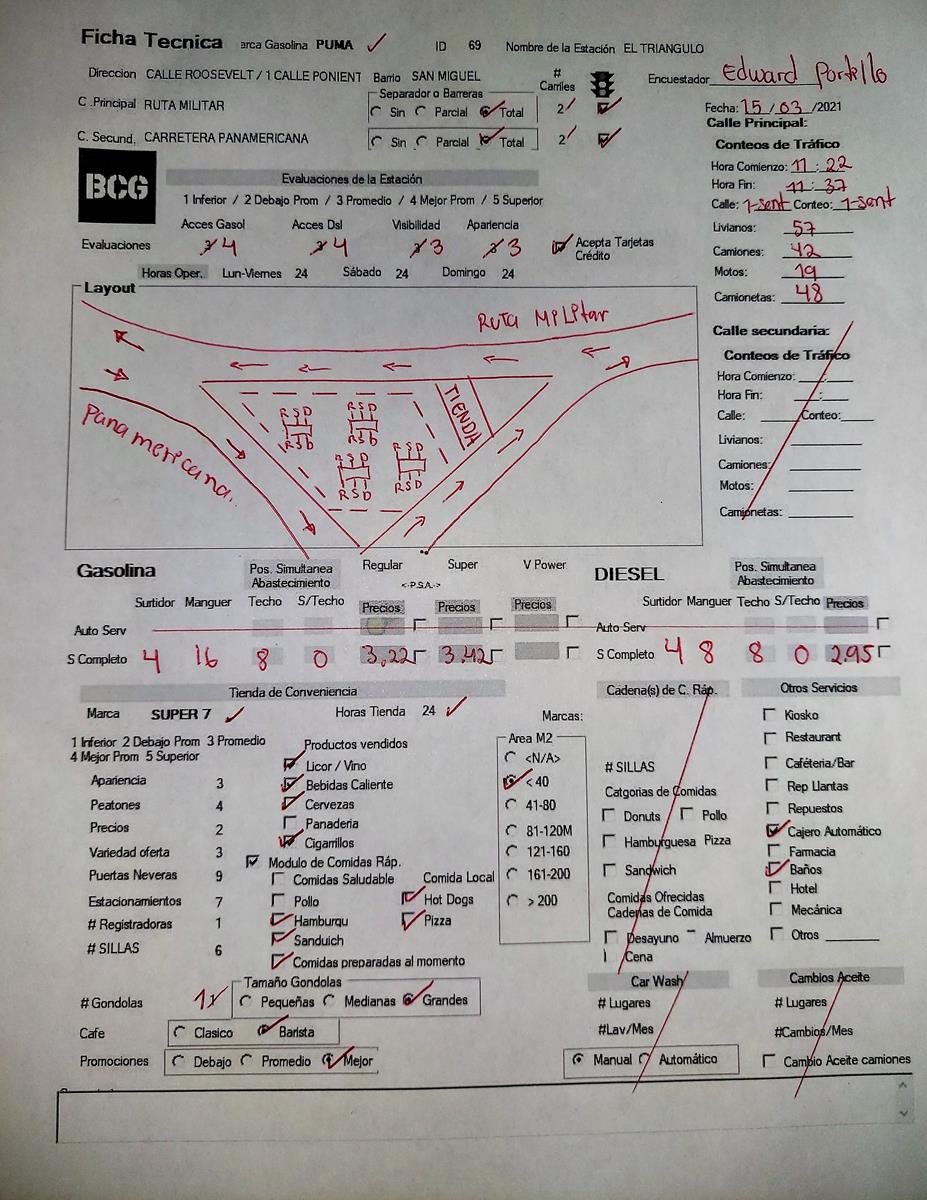 Ficha Tecnica arca Gasolina PUMA ID 69 Nombre de la Estación EL TRIANGULO
Direccion CALLE ROOSEVELT / 1 CALLE PONIENT Barrio SAN MIGUEL # Carriles Encuestador Edward Portillo
C .Principal RUTA MILITAR Separador o Barreras Sin Parcial Total 2
C. Secund, CARRETERA PANAMERICANA Sin Parcial Total 2
Fecha: 15 / 03 /2021
Calle Principal:
Conteos de Tráfico
Hora Comienzo: 11 : 22
Hora Fin: 11 : 37
Calle: 1-sent Conteo: 1-sent
Livianos: 57
Camiones: 42
Motos: 19
Camionetas: 48
BCG
Evaluaciones de la Estación
1 Inferior / 2 Debajo Prom / 3 Promedio / 4 Mejor Prom / 5 Superior
Acces Gasol Acces Dsl Visibilidad Apariencia
Evaluaciones 4 4 3 3 Acepta Tarjetas Crédito
Horas Oper. Lun-Viernes 24 Sábado 24 Domingo 24
Layout
Ruta Militar
Panamericana.
TIENDA
R S D R S D
R S D R S D
R S D R S D
R S D R S D
Calle secundaria:
Conteos de Tráfico
Hora Comienzo: :
Hora Fin: :
Calle: Conteo:
Livianos:
Camiones:
Motos:
Camionetas:
Gasolina Pos. Simultanea Abastecimiento Regular <-P.S.A.-> Super V Power
Surtidor Manguer Techo S/Techo Precios Precios Precios
Auto Serv
S Completo 4 16 8 0 3,22 3.42
DIESEL Pos. Simultanea Abastecimiento
Surtidor Manguer Techo S/Techo Precios
Auto Serv
S Completo 4 8 8 0 2.95
Tienda de Conveniencia
Marca SUPER 7 Horas Tienda 24
1 Inferior 2 Debajo Prom 3 Promedio
4 Mejor Prom 5 Superior
Apariencia 3
Peatones 4
Precios 2
Variedad oferta 3
Puertas Neveras 9
Estacionamientos 7
# Registradoras 1
# SILLAS 6
Productos vendidos
Licor / Vino
Bebidas Caliente
Cervezas
Panaderia
Cigarrillos
Modulo de Comidas Ráp.
Comidas Saludable Comida Local
Pollo Hot Dogs
Hamburqu Pizza
Sanduich
Comidas preparadas al momento
Marcas:
Area M2
<N/A>
< 40
41-80
81-120M
121-160
161-200
> 200
# Gondolas Tamaño Gondolas Pequeñas Medianas Grandes
Cafe Clasico Barista
Promociones Debajo Promedio Mejor
Cadena(s) de C. Ráp.
# SILLAS
Catgorias de Comidas
Donuts Pollo
Hamburguesa Pizza
Sandwich
Comidas Ofrecidas
Cadenas de Comida
Desayuno Almuerzo
Cena
Car Wash
# Lugares
#Lav/Mes
Manual Automático
Otros Servicios
Kiosko
Restaurant
Caféteria/Bar
Rep Llantas
Repuestos
Cajero Automático
Farmacia
Baños
Hotel
Mecánica
Otros
Cambios Aceite
# Lugares
#Cambios/Mes
Cambio Aceite camiones